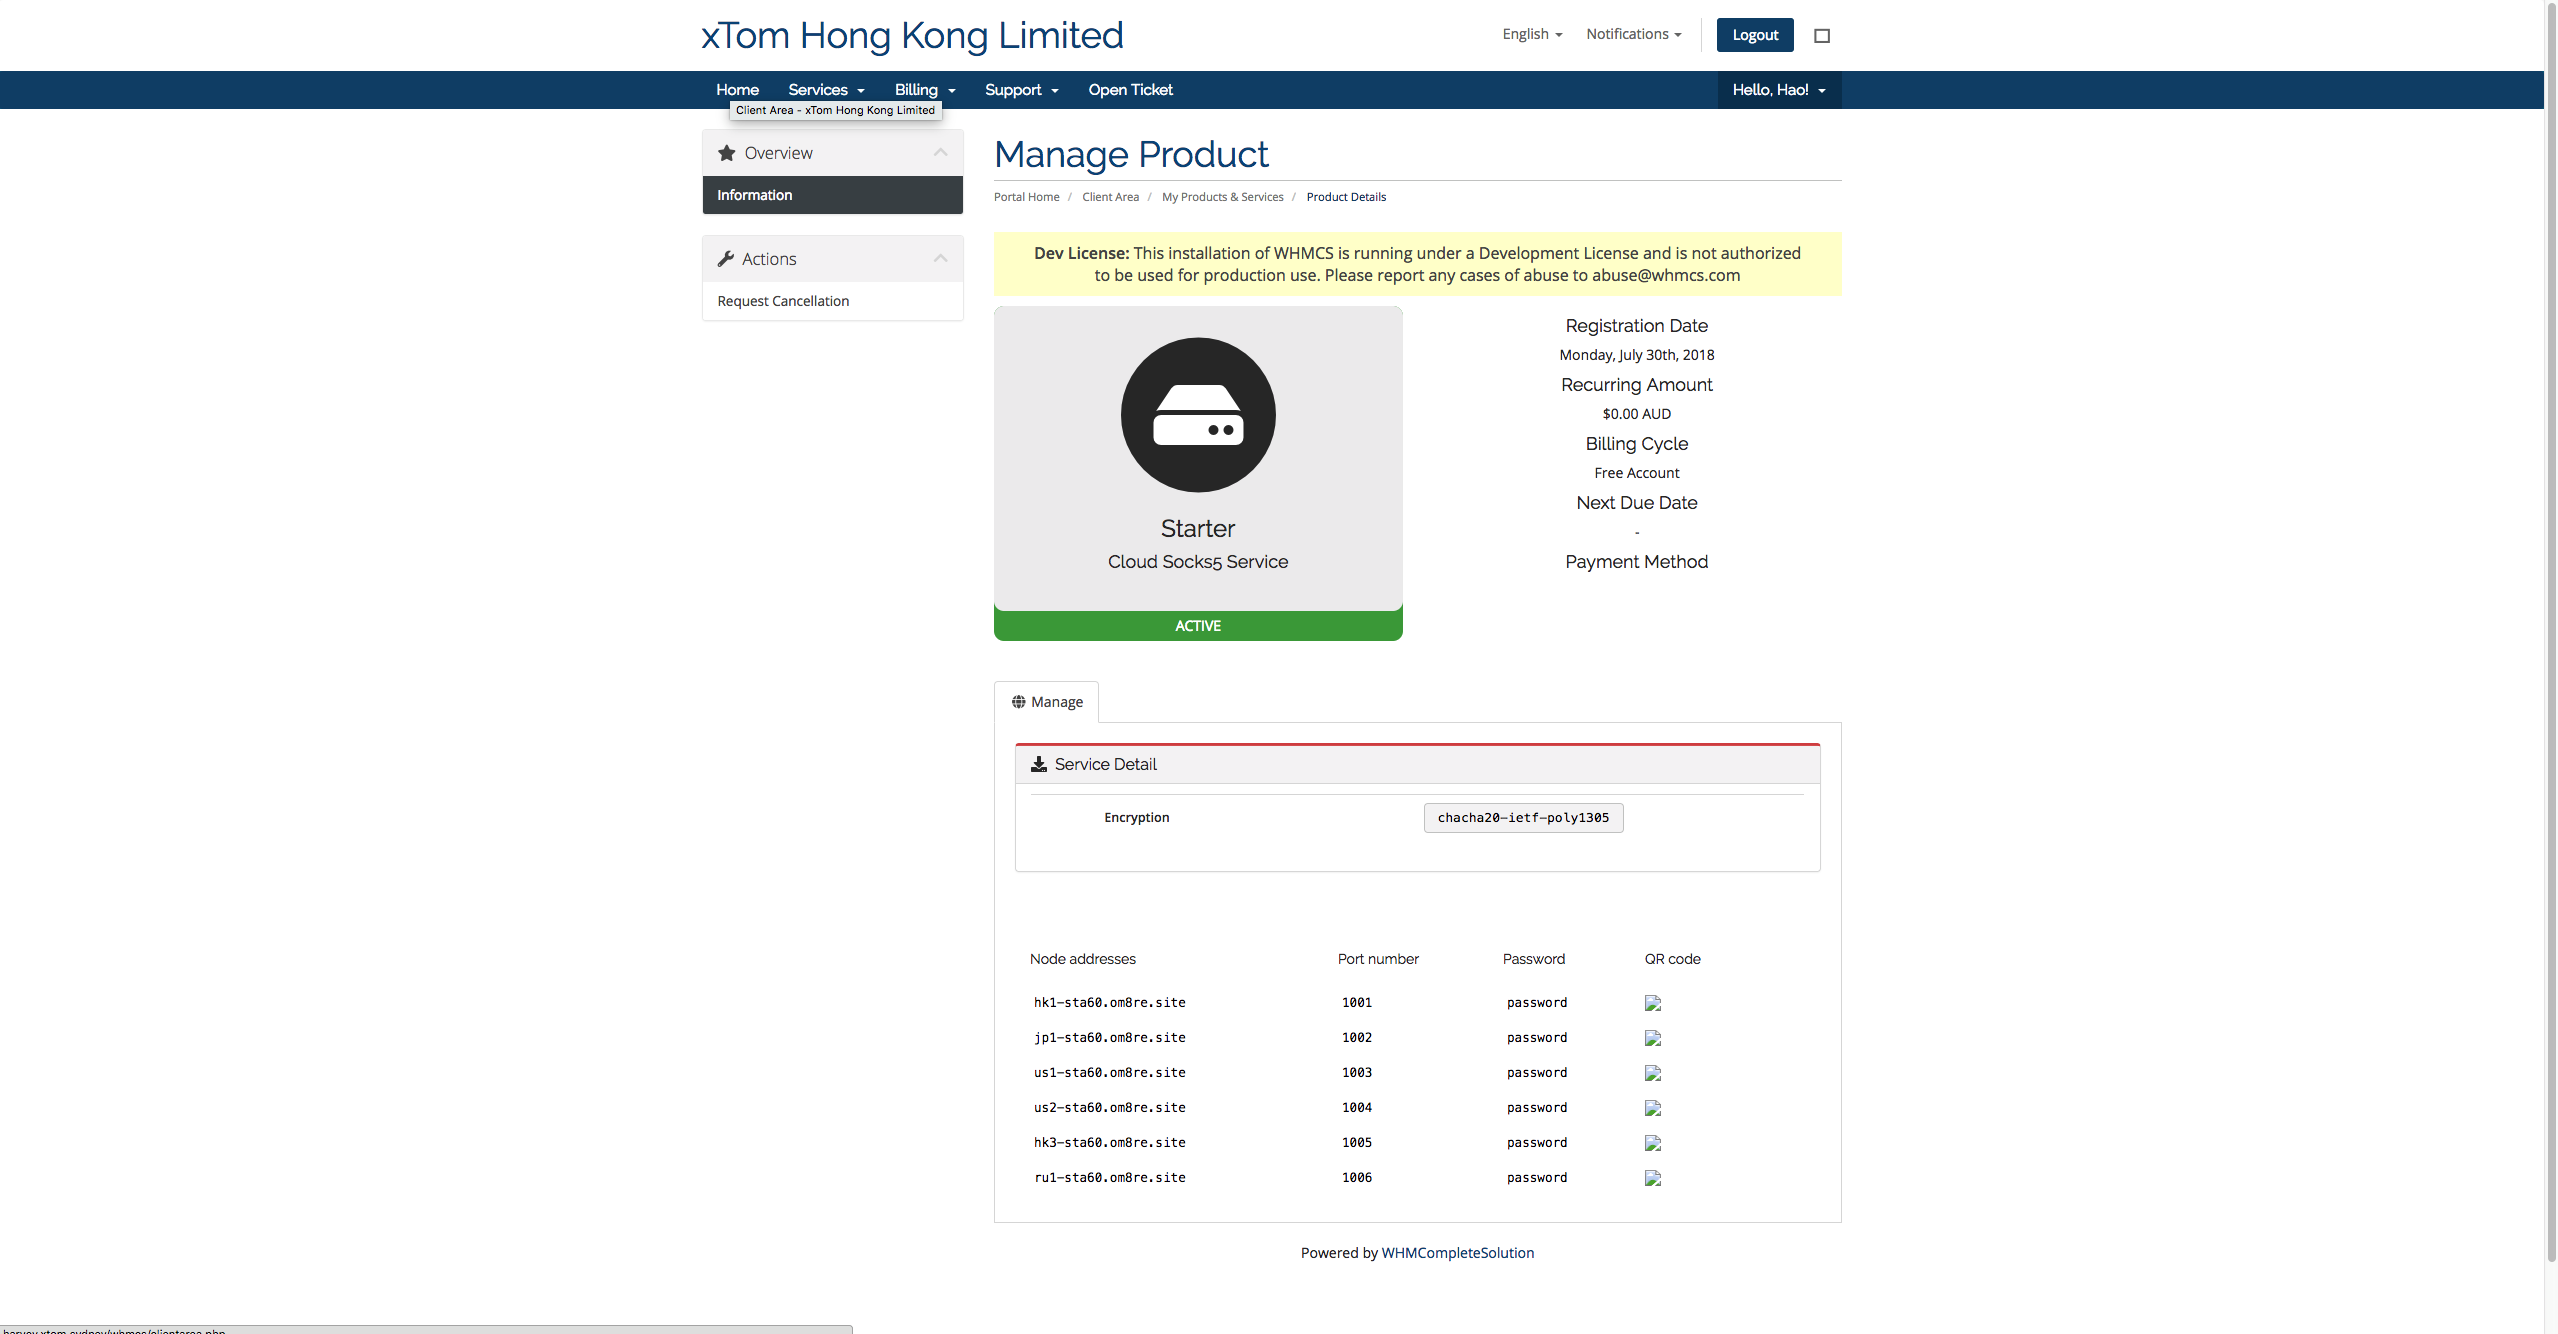 xTom Hong Kong Limited
English Notifications Logout
Home Services Billing Support Open Ticket Hello, Hao!
Client Area - xTom Hong Kong Limited
Overview
Information
Actions
Request Cancellation
Manage Product
Portal Home / Client Area / My Products & Services / Product Details
Dev License: This installation of WHMCS is running under a Development License and is not authorized
to be used for production use. Please report any cases of abuse to abuse@whmcs.com
Starter
Cloud Socks5 Service
ACTIVE
Registration Date
Monday, July 30th, 2018
Recurring Amount
$0.00 AUD
Billing Cycle
Free Account
Next Due Date
-
Payment Method
Manage
Service Detail
Encryption chacha20-ietf-poly1305
Node addresses Port number Password QR code
hk1-sta60.om8re.site 1001 password
jp1-sta60.om8re.site 1002 password
us1-sta60.om8re.site 1003 password
us2-sta60.om8re.site 1004 password
hk3-sta60.om8re.site 1005 password
ru1-sta60.om8re.site 1006 password
Powered by WHMCompleteSolution